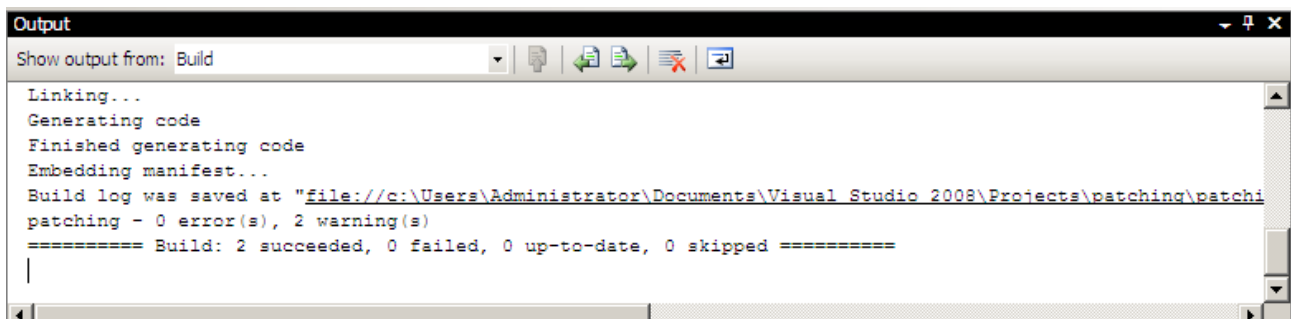 Output
Show output from: Build
Linking...
Generating code
Finished generating code
Embedding manifest...
Build log was saved at "file://c:\Users\Administrator\Documents\Visual Studio 2008\Projects\patching\patchi
patching - 0 error(s), 2 warning(s)
========== Build: 2 succeeded, 0 failed, 0 up-to-date, 0 skipped ==========